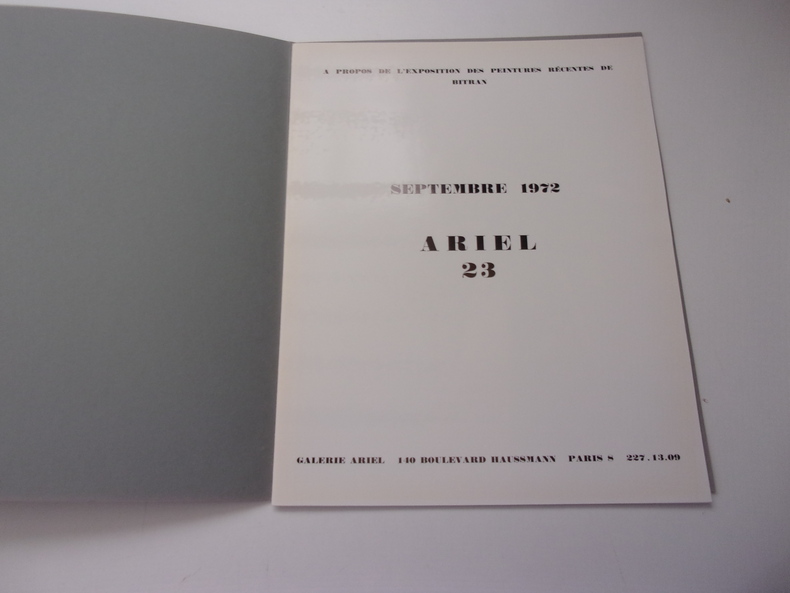 A PROPOS DE L'EXPOSITION DES PEINTURES RÉCENTES DE
BITRAN
SEPTEMBRE 1972
ARIEL
23
GALERIE ARIEL 140 BOULEVARD HAUSSMANN PARIS 8 227.13.09